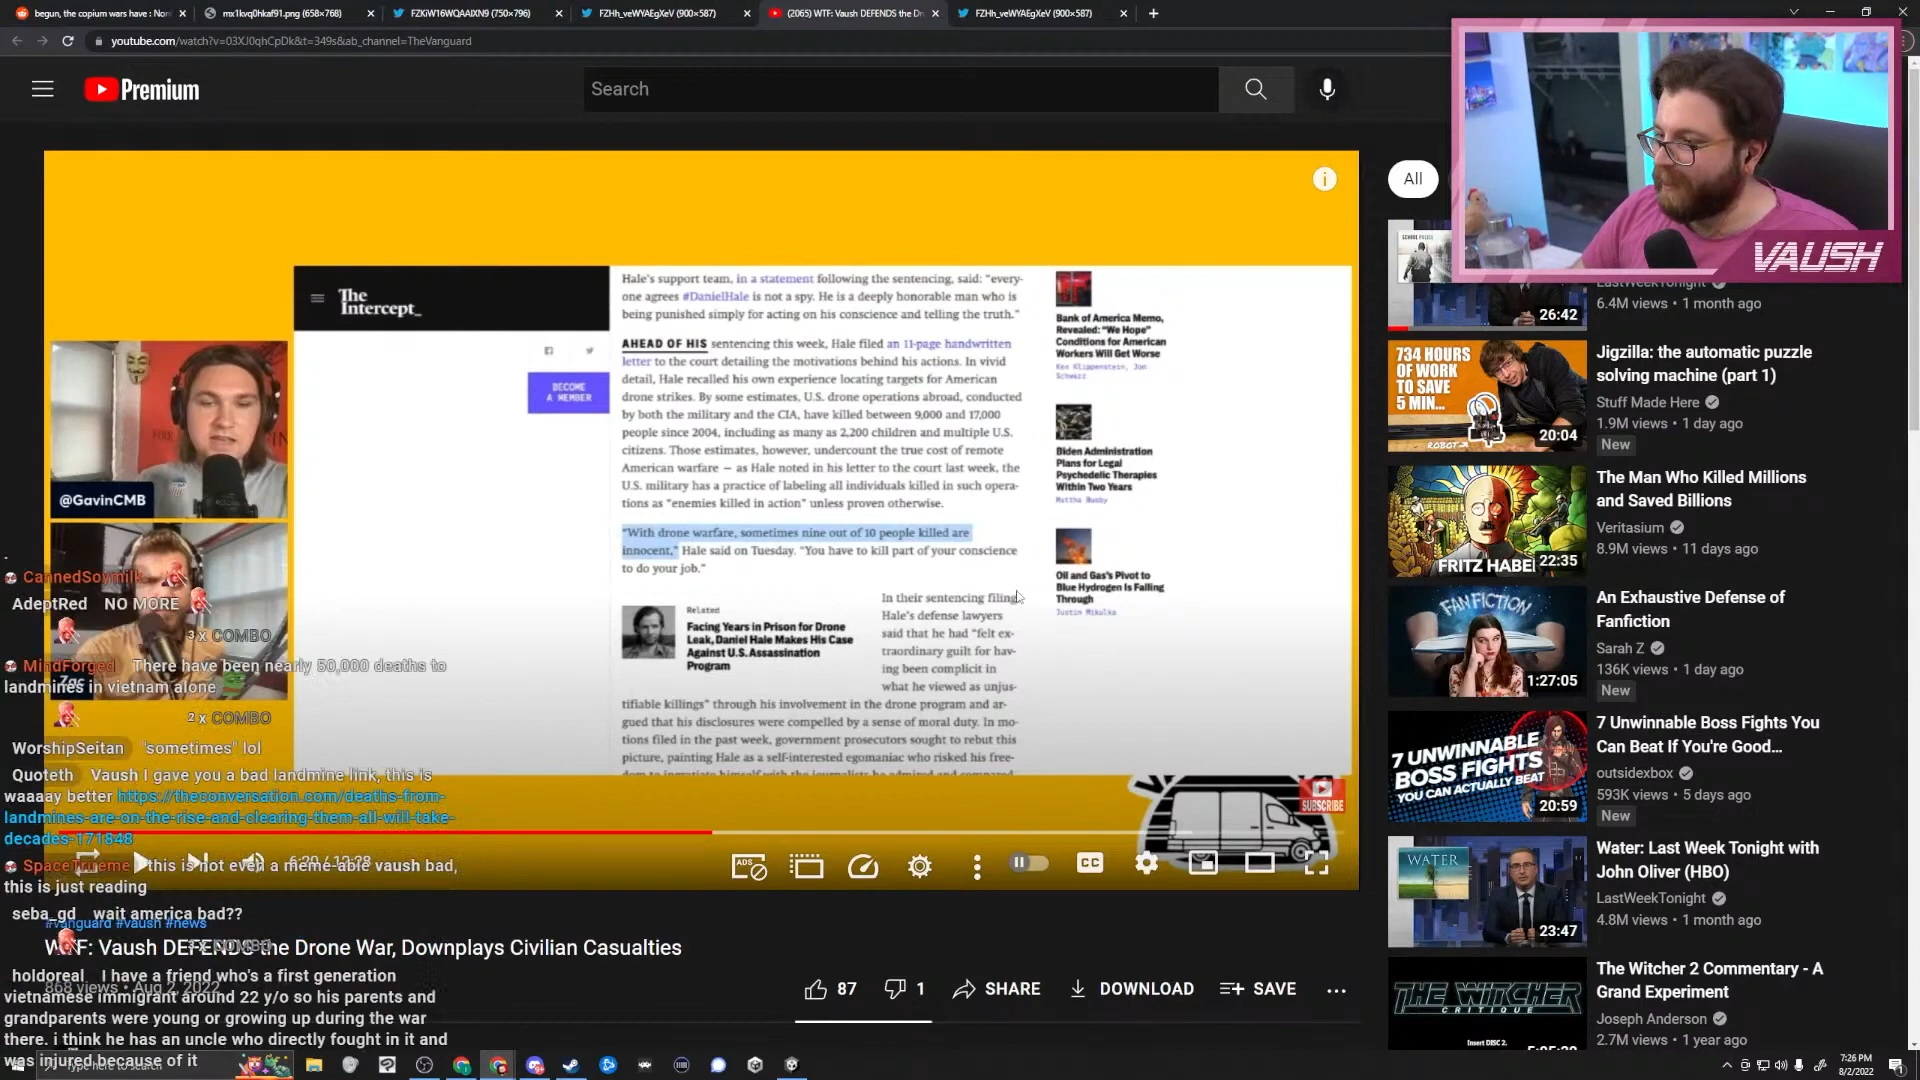 begun, the copium wars have : Non
mx1kvq0hkaf91.png (658×768)
FZKiW16WQAAlXN9 (750×796)
FZHh_veWYAEgXeV (900×587)
(2065) WTF: Vaush DEFENDS the Dr
FZHh_veWYAEgXeV (900×587)
youtube.com/watch?v=03XJ0qhCpDk&t=349s&ab_channel=TheVanguard
Premium
Search
All
VAUSH
The
Intercept_
BECOME
A MEMBER
Hale's support team, in a statement following the sentencing, said: “every-
one agrees #DanielHale is not a spy. He is a deeply honorable man who is
being punished simply for acting on his conscience and telling the truth.”
AHEAD OF HIS sentencing this week, Hale filed an 11-page handwritten
letter to the court detailing the motivations behind his actions. In vivid
detail, Hale recalled his own experience locating targets for American
drone strikes. By some estimates, U.S. drone operations abroad, conducted
by both the military and the CIA, have killed between 9,000 and 17,000
people since 2004, including as many as 2,200 children and multiple U.S.
citizens. Those estimates, however, undercount the true cost of remote
American warfare — as Hale noted in his letter to the court last week, the
U.S. military has a practice of labeling all individuals killed in such opera-
tions as “enemies killed in action” unless proven otherwise.
“With drone warfare, sometimes nine out of 10 people killed are
innocent,” Hale said on Tuesday. “You have to kill part of your conscience
to do your job.”
Related
Facing Years in Prison for Drone
Leak, Daniel Hale Makes His Case
Against U.S. Assassination
Program
In their sentencing filing,
Hale's defense lawyers
said that he had “felt ex-
traordinary guilt for hav-
ing been complicit in
what he viewed as unjus-
tifiable killings” through his involvement in the drone program and ar-
gued that his disclosures were compelled by a sense of moral duty. In mo-
tions filed in the past week, government prosecutors sought to rebut this
picture, painting Hale as a self-interested egomaniac who risked his free-
Bank of America Memo,
Revealed: “We Hope”
Conditions for American
Workers Will Get Worse
Ken Klippenstein, Jon
Schwarz
Biden Administration
Plans for Legal
Psychedelic Therapies
Within Two Years
Mattha Busby
Oil and Gas's Pivot to
Blue Hydrogen Is Falling
Through
Justin Mikulka
@GavinCMB
Zac
SUBSCRIBE
CannedSoymilk
AdeptRed NO MORE
3 x COMBO
MindForged There have been nearly 50,000 deaths to
landmines in vietnam alone
2 x COMBO
WorshipSeitan 'sometimes" lol
Quoteth Vaush I gave you a bad landmine link, this is
waaaay better https://theconversation.com/deaths-from-
landmines-are-on-the-rise-and-clearing-them-all-will-take-
decades-171848
this is not even a meme-able vaush bad,
this is just reading
seba_gd wait america bad??
holdoreal I have a friend who's a first generation
vietnamese immigrant around 22 y/o so his parents and
grandparents were young or growing up during the war
there. i think he has an uncle who directly fought in it and
was injured because of it
ADS
CC
#vanguard #vaush #news
WTF: Vaush DEFENDS the Drone War, Downplays Civilian Casualties
868 views • Aug 2, 2022
87
1
SHARE
DOWNLOAD
SAVE
26:42
LastWeekTonight
6.4M views • 1 month ago
734 HOURS
OF WORK
TO SAVE
5 MIN...
ROBOT
20:04
Jigzilla: the automatic puzzle
solving machine (part 1)
Stuff Made Here
1.9M views • 1 day ago
New
FRITZ HABE
22:35
The Man Who Killed Millions
and Saved Billions
Veritasium
8.9M views • 11 days ago
FANFICTION
1:27:05
An Exhaustive Defense of
Fanfiction
Sarah Z
136K views • 1 day ago
New
7 UNWINNABLE
BOSS FIGHTS
YOU CAN ACTUALLY BEAT
20:59
7 Unwinnable Boss Fights You
Can Beat If You're Good...
outsidexbox
593K views • 5 days ago
New
WATER
23:47
Water: Last Week Tonight with
John Oliver (HBO)
LastWeekTonight
4.8M views • 1 month ago
THE WITCHER
CRITIQUE
Insert DISC 2.
The Witcher 2 Commentary - A
Grand Experiment
Joseph Anderson
2.7M views • 1 year ago
Type here to search
7:26 PM
8/2/2022